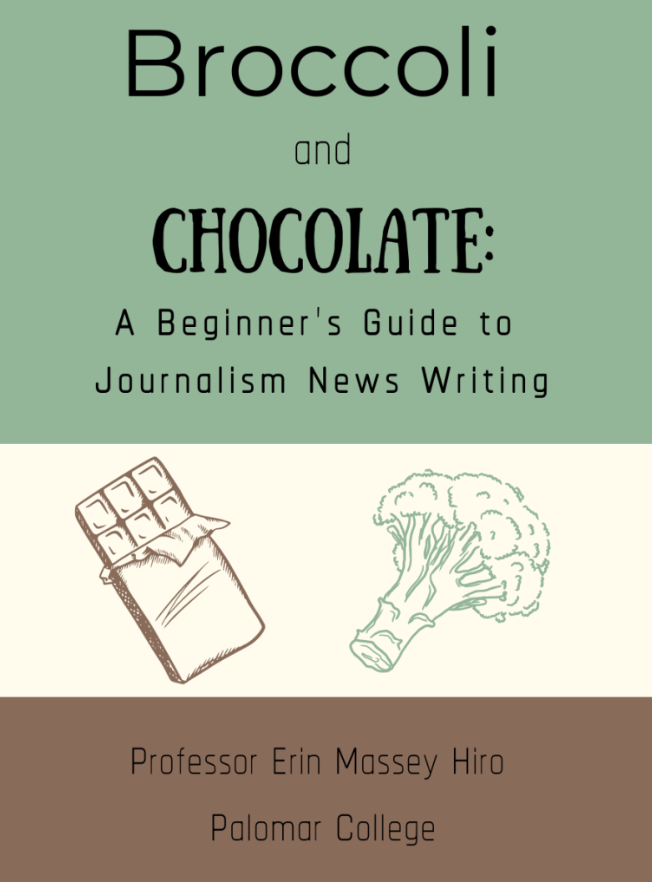 Broccoli
and
CHOCOLATE:
A Beginner's Guide to
Journalism News Writing
Professor Erin Massey Hiro
Palomar College